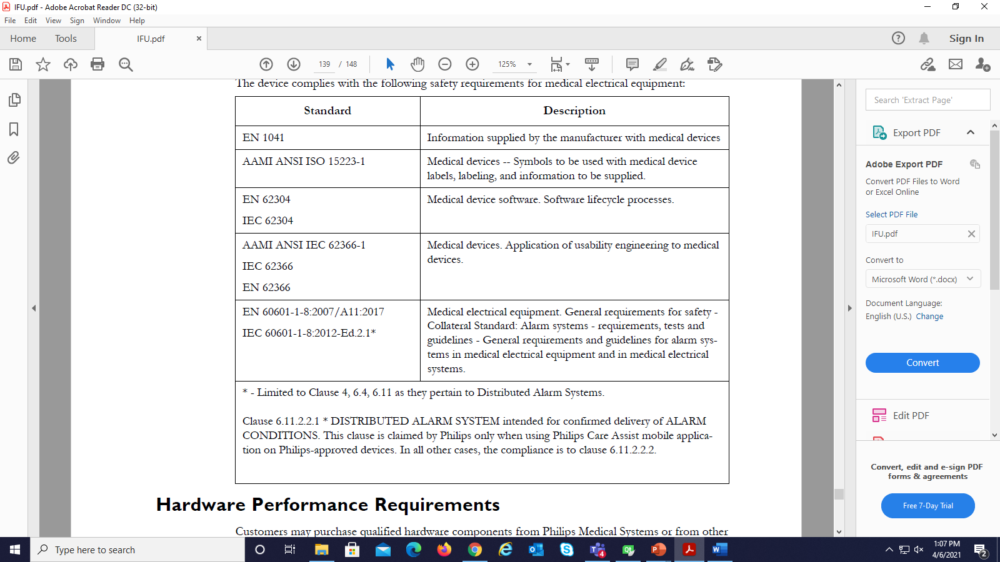 IFU.pdf - Adobe Acrobat Reader DC (32-bit)
File Edit View Sign Window Help
Home Tools IFU.pdf × Sign In
139 / 148 125%
The device complies with the following safety requirements for medical electrical equipment:
Standard Description
EN 1041 Information supplied by the manufacturer with medical devices
AAMI ANSI ISO 15223-1 Medical devices -- Symbols to be used with medical device
labels, labeling, and information to be supplied.
EN 62304 Medical device software. Software lifecycle processes.
IEC 62304
AAMI ANSI IEC 62366-1 Medical devices. Application of usability engineering to medical
devices.
IEC 62366
EN 62366
EN 60601-1-8:2007/A11:2017 Medical electrical equipment. General requirements for safety -
Collateral Standard: Alarm systems - requirements, tests and
IEC 60601-1-8:2012-Ed.2.1*
guidelines - General requirements and guidelines for alarm sys-
tems in medical electrical equipment and in medical electrical
systems.
* - Limited to Clause 4, 6.4, 6.11 as they pertain to Distributed Alarm Systems.
Clause 6.11.2.2.1 * DISTRIBUTED ALARM SYSTEM intended for confirmed delivery of ALARM
CONDITIONS. This clause is claimed by Philips only when using Philips Care Assist mobile applica-
tion on Philips-approved devices. In all other cases, the compliance is to clause 6.11.2.2.2.
Hardware Performance Requirements
Customers may purchase qualified hardware components from Philips Medical Systems or from other
Search 'Extract Page'
Export PDF
Adobe Export PDF
Convert PDF Files to Word
or Excel Online
Select PDF File
IFU.pdf
Convert to
Microsoft Word (*.docx)
Document Language:
English (U.S.) Change
Convert
Edit PDF
Convert, edit and e-sign PDF
forms & agreements
Free 7-Day Trial
Type here to search
4
1:07 PM
4/6/2021
2